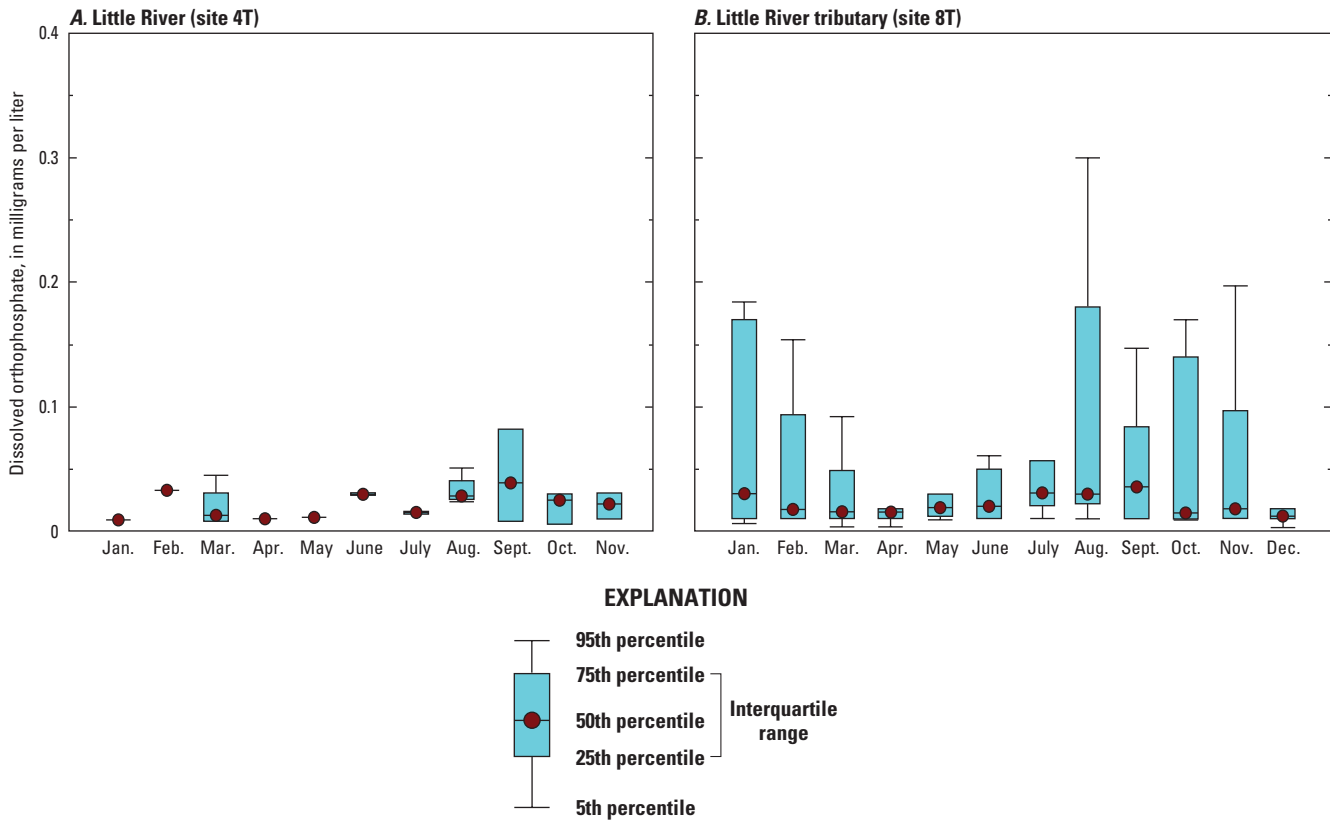 A. Little River (site 4T)
B. Little River tributary (site 8T)
Dissolved orthophosphate, in milligrams per liter
0.4
0.3
0.2
0.1
0
Jan. Feb. Mar. Apr. May June July Aug. Sept. Oct. Nov.
Jan. Feb. Mar. Apr. May June July Aug. Sept. Oct. Nov. Dec.
EXPLANATION
95th percentile
75th percentile
50th percentile
25th percentile
5th percentile
Interquartile
range